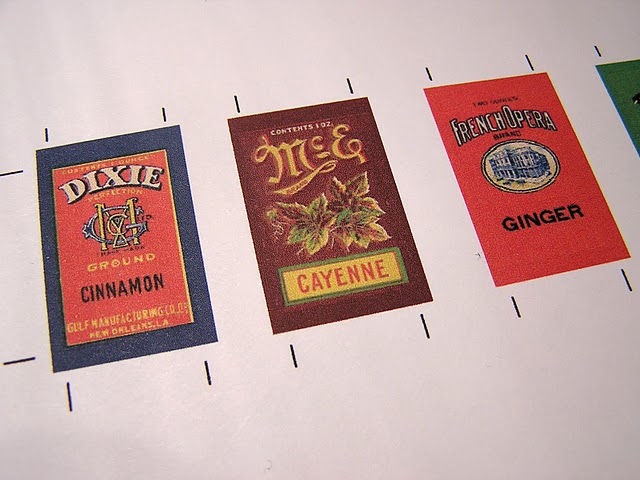 CONTENTS 1 OUNCE
DIXIE
PERFECTION
GROUND
CINNAMON
GULF MANUFACTURING CO.
NEW ORLEANS, LA.
CONTENTS 1 OZ.
McE
CAYENNE
TWO OUNCES
FRENCH OPERA
BRAND
GINGER